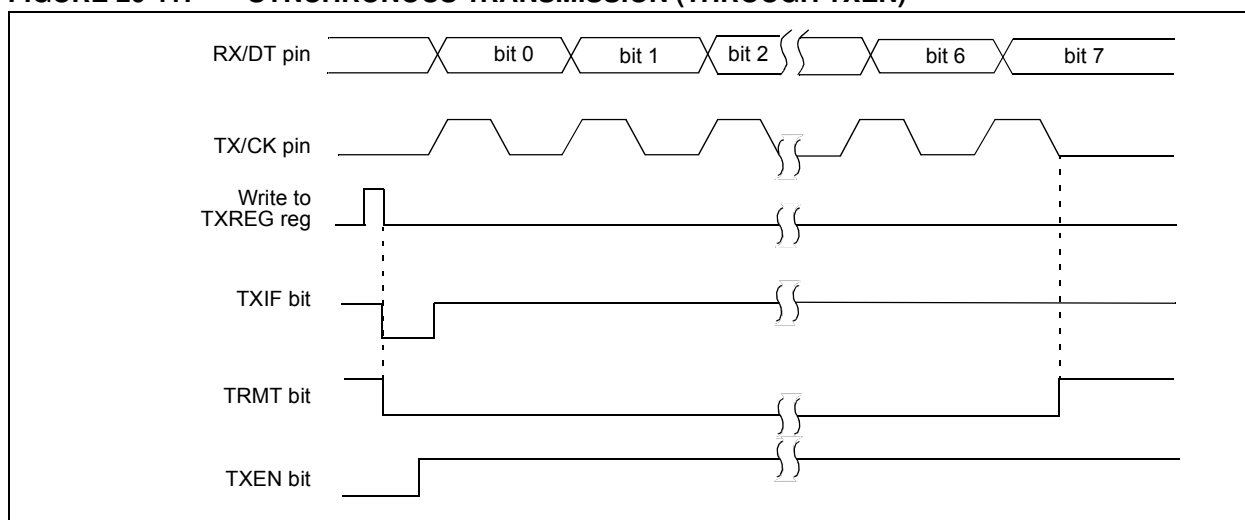 RX/DT pin
bit 0
bit 1
bit 2
bit 6
bit 7
TX/CK pin
Write to
TXREG reg
TXIF bit
TRMT bit
TXEN bit